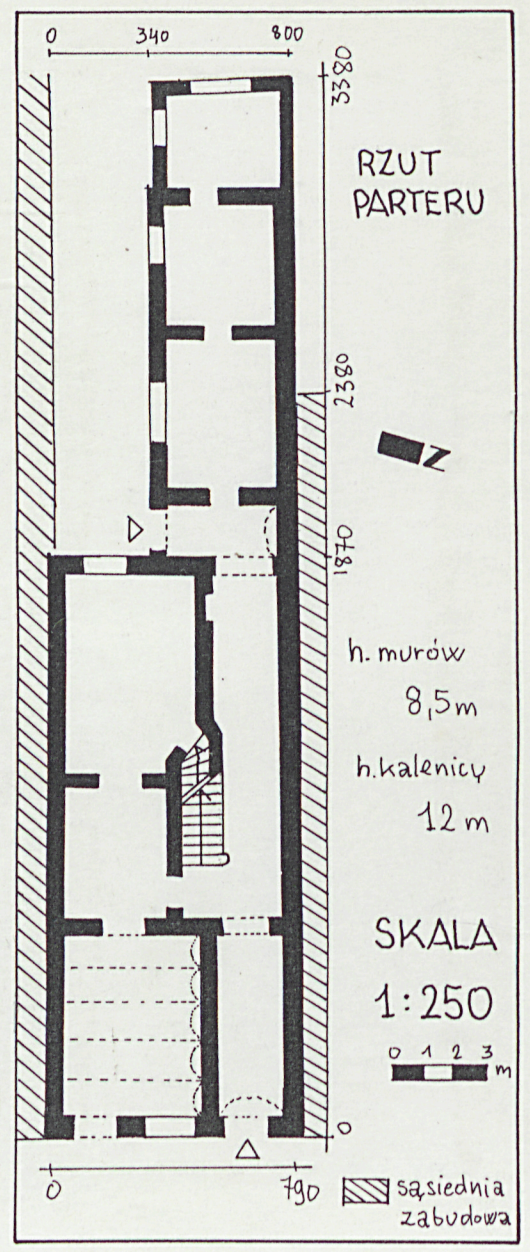 0 340 800
3380
RZUT
PARTERU
2380
Z
1870
h. murów
8,5m
h. kalenicy
12 m
SKALA
1:250
0 1 2 3
m
0
0 790
sąsiednia
zabudowa